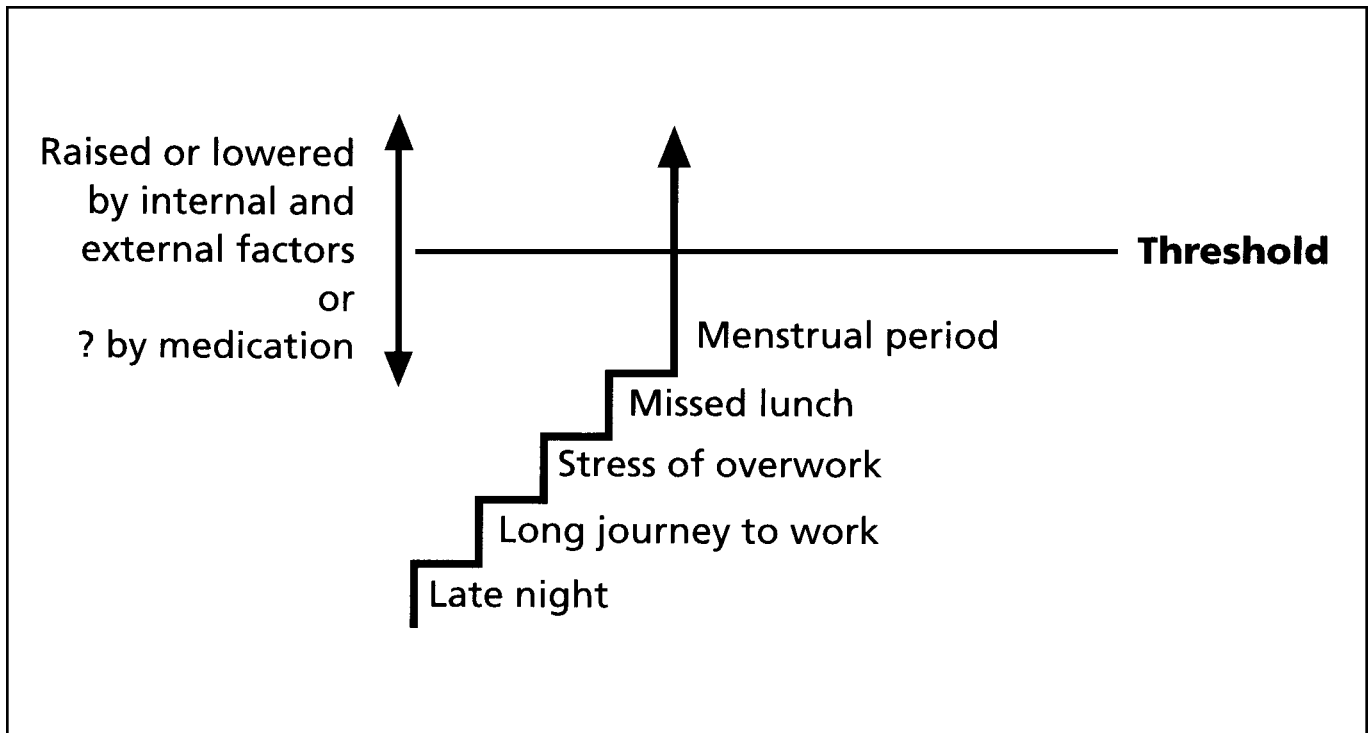 Raised or lowered
by internal and
external factors
or
? by medication
Threshold
Menstrual period
Missed lunch
Stress of overwork
Long journey to work
Late night